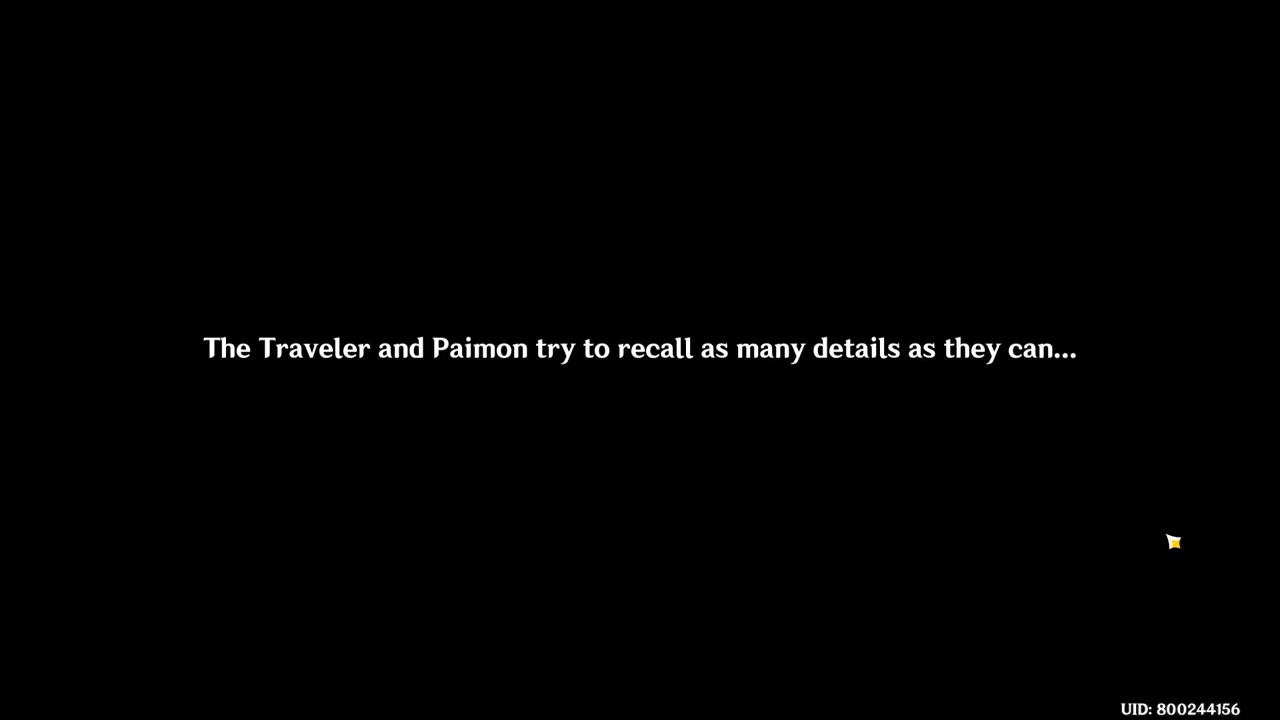 The Traveler and Paimon try to recall as many details as they can...
UID: 800244156